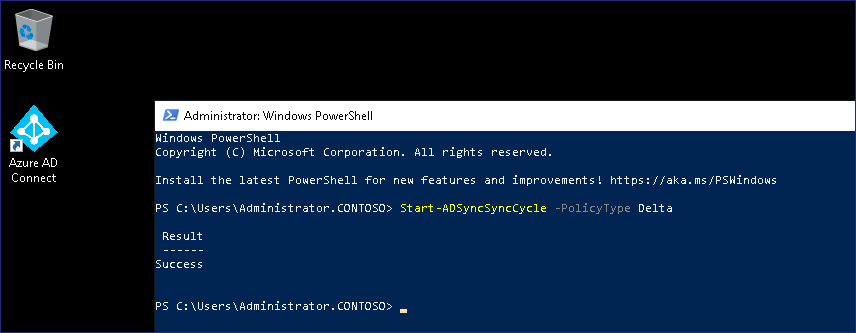 Recycle Bin
Azure AD
Connect
Administrator: Windows PowerShell
Windows PowerShell
Copyright (C) Microsoft Corporation. All rights reserved.
Install the latest PowerShell for new features and improvements! https://aka.ms/PSWindows
PS C:\Users\Administrator.CONTOSO> Start-ADSyncSyncCycle -PolicyType Delta
Result
------
Success
PS C:\Users\Administrator.CONTOSO>